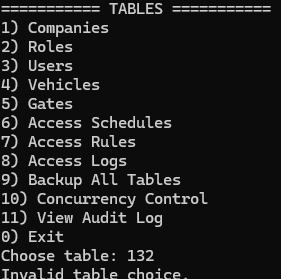 =========== TABLES ===========
1) Companies
2) Roles
3) Users
4) Vehicles
5) Gates
6) Access Schedules
7) Access Rules
8) Access Logs
9) Backup All Tables
10) Concurrency Control
11) View Audit Log
0) Exit
Choose table: 132
Invalid table choice.